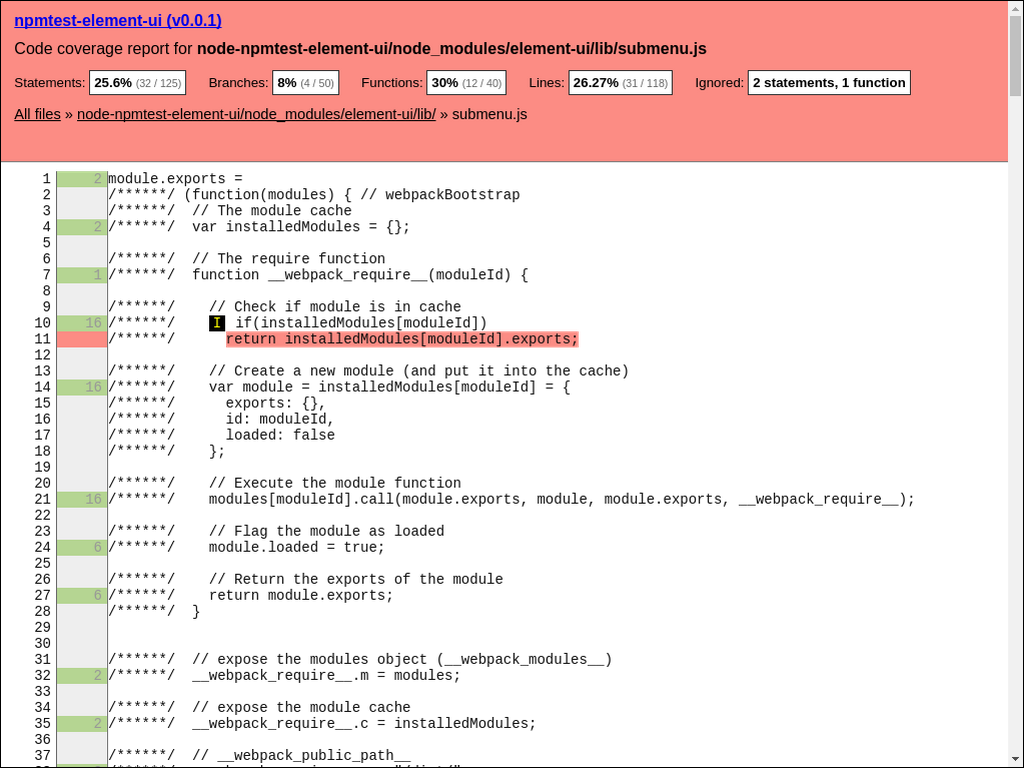 npmtest-element-ui (v0.0.1)
Code coverage report for node-npmtest-element-ui/node_modules/element-ui/lib/submenu.js
Statements: 25.6% (32 / 125) Branches: 8% (4 / 50) Functions: 30% (12 / 40) Lines: 26.27% (31 / 118) Ignored: 2 statements, 1 function
All files » node-npmtest-element-ui/node_modules/element-ui/lib/ » submenu.js
1 2 module.exports =
2 /******/ (function(modules) { // webpackBootstrap
3 /******/ // The module cache
4 2 /******/ var installedModules = {};
5
6 /******/ // The require function
7 1 /******/ function __webpack_require__(moduleId) {
8
9 /******/ // Check if module is in cache
10 16 /******/ I if(installedModules[moduleId])
11 /******/ return installedModules[moduleId].exports;
12
13 /******/ // Create a new module (and put it into the cache)
14 16 /******/ var module = installedModules[moduleId] = {
15 /******/ exports: {},
16 /******/ id: moduleId,
17 /******/ loaded: false
18 /******/ };
19
20 /******/ // Execute the module function
21 16 /******/ modules[moduleId].call(module.exports, module, module.exports, __webpack_require__);
22
23 /******/ // Flag the module as loaded
24 6 /******/ module.loaded = true;
25
26 /******/ // Return the exports of the module
27 6 /******/ return module.exports;
28 /******/ }
29
30
31 /******/ // expose the modules object (__webpack_modules__)
32 2 /******/ __webpack_require__.m = modules;
33
34 /******/ // expose the module cache
35 2 /******/ __webpack_require__.c = installedModules;
36
37 /******/ // __webpack_public_path__